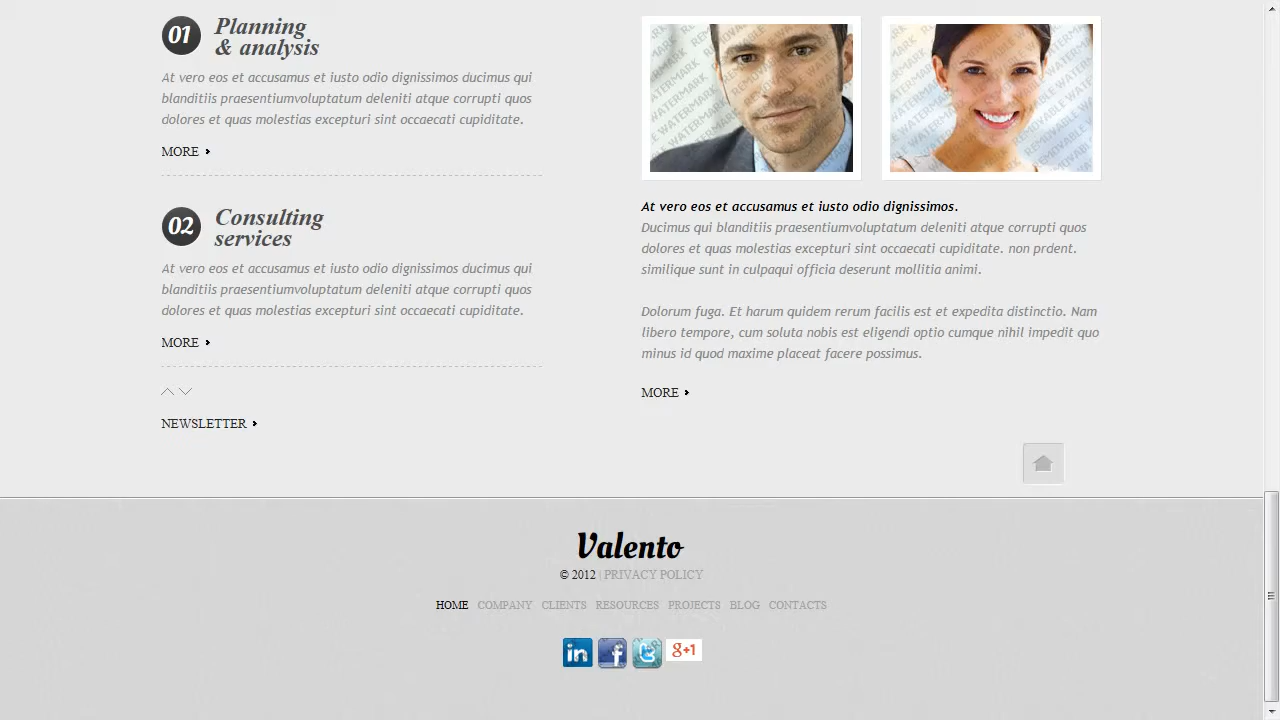 01 Planning
& analysis
At vero eos et accusamus et iusto odio dignissimos ducimus qui
blanditiis praesentiumvoluptatum deleniti atque corrupti quos
dolores et quas molestias excepturi sint occaecati cupiditate.
MORE
02 Consulting
services
At vero eos et accusamus et iusto odio dignissimos ducimus qui
blanditiis praesentiumvoluptatum deleniti atque corrupti quos
dolores et quas molestias excepturi sint occaecati cupiditate.
MORE
NEWSLETTER
At vero eos et accusamus et iusto odio dignissimos.
Ducimus qui blanditiis praesentiumvoluptatum deleniti atque corrupti quos
dolores et quas molestias excepturi sint occaecati cupiditate. non prdent.
similique sunt in culpaqui officia deserunt mollitia animi.
Dolorum fuga. Et harum quidem rerum facilis est et expedita distinctio. Nam
libero tempore, cum soluta nobis est eligendi optio cumque nihil impedit quo
minus id quod maxime placeat facere possimus.
MORE
Valento
© 2012 | PRIVACY POLICY
HOME COMPANY CLIENTS RESOURCES PROJECTS BLOG CONTACTS
in f t g+1